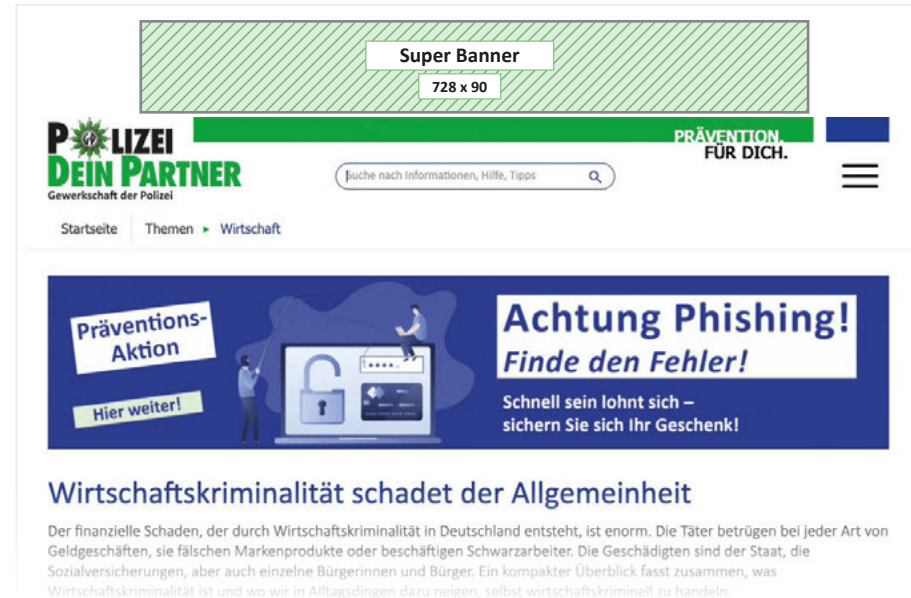 Super Banner
728 x 90
POLIZEI
DEIN PARTNER
Gewerkschaft der Polizei
PRÄVENTION.
FÜR DICH.
Suche nach Informationen, Hilfe, Tipps
Startseite Themen ► Wirtschaft
Präventions-
Aktion
Hier weiter!
Achtung Phishing!
Finde den Fehler!
Schnell sein lohnt sich –
sichern Sie sich Ihr Geschenk!
Wirtschaftskriminalität schadet der Allgemeinheit
Der finanzielle Schaden, der durch Wirtschaftskriminalität in Deutschland entsteht, ist enorm. Die Täter betrügen bei jeder Art von
Geldgeschäften, sie fälschen Markenprodukte oder beschäftigen Schwarzarbeiter. Die Geschädigten sind der Staat, die
Sozialversicherungen, aber auch einzelne Bürgerinnen und Bürger. Ein kompakter Überblick fasst zusammen, was
Wirtschaftskriminalität ist und wo wir in Alltagsdingen dazu neigen, selbst wirtschaftskriminell zu handeln.